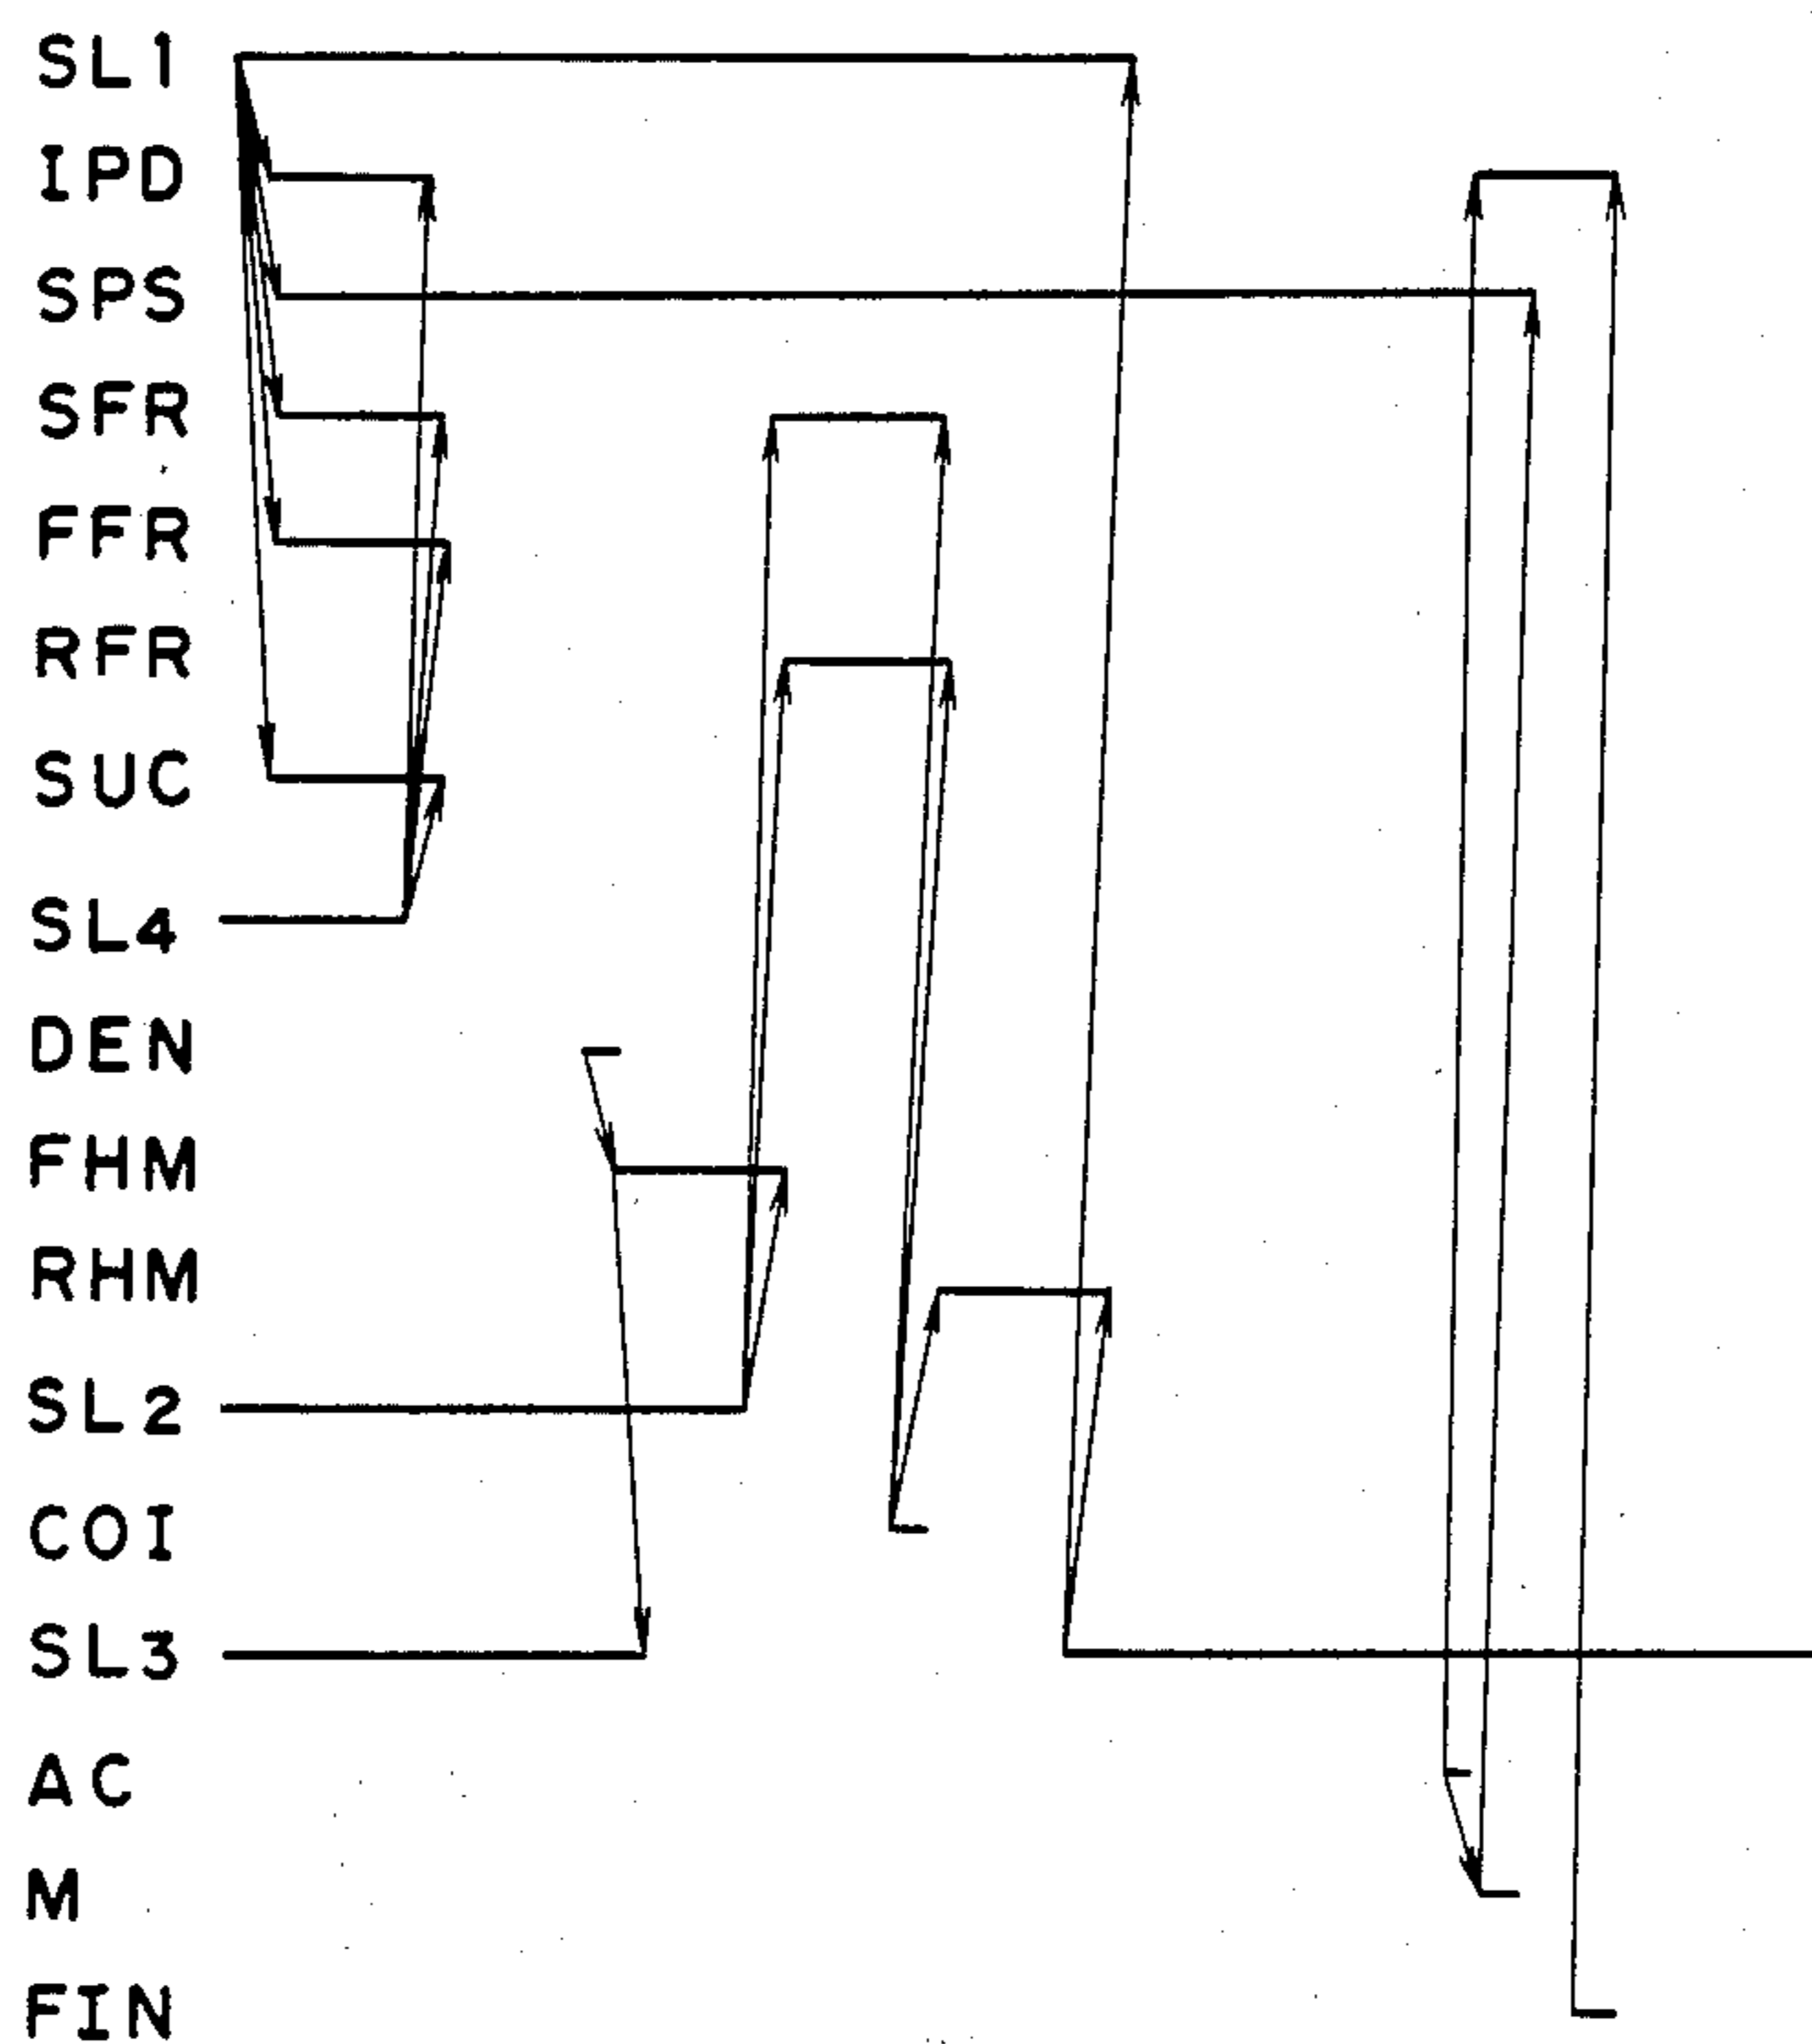 SL1
IPD
SPS
SFR
FFR
RFR
SUC
SL4
DEN
FHM
RHM
SL2
COI
SL3
AC
M
FIN